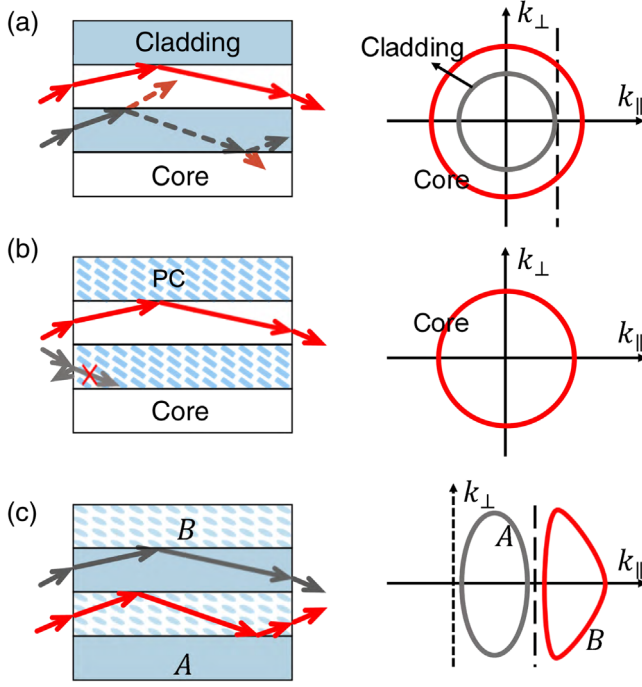 (a)
Cladding
Core
k⊥
Cladding
k∥
Core
(b)
PC
Core
k⊥
Core
k∥
(c)
B
A
k⊥
A
k∥
B